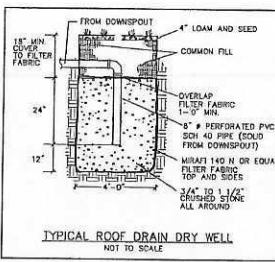 FROM DOWNSPOUT
4" LOAM AND SEED
18" MIN.
COVER
TO FILTER
FABRIC
COMMON FILL
OVERLAP
FILTER FABRIC
1'-0" MIN.
24"
8" ø PERFORATED PVC
SCH 40 PIPE (SOLID
FROM DOWNSPOUT)
MIRAFI 140 N OR EQUA
FILTER FABRIC
TOP AND SIDES
12"
3/4" TO 1 1/2"
CRUSHED STONE
ALL AROUND
4'-0"
TYPICAL ROOF DRAIN DRY WELL
NOT TO SCALE